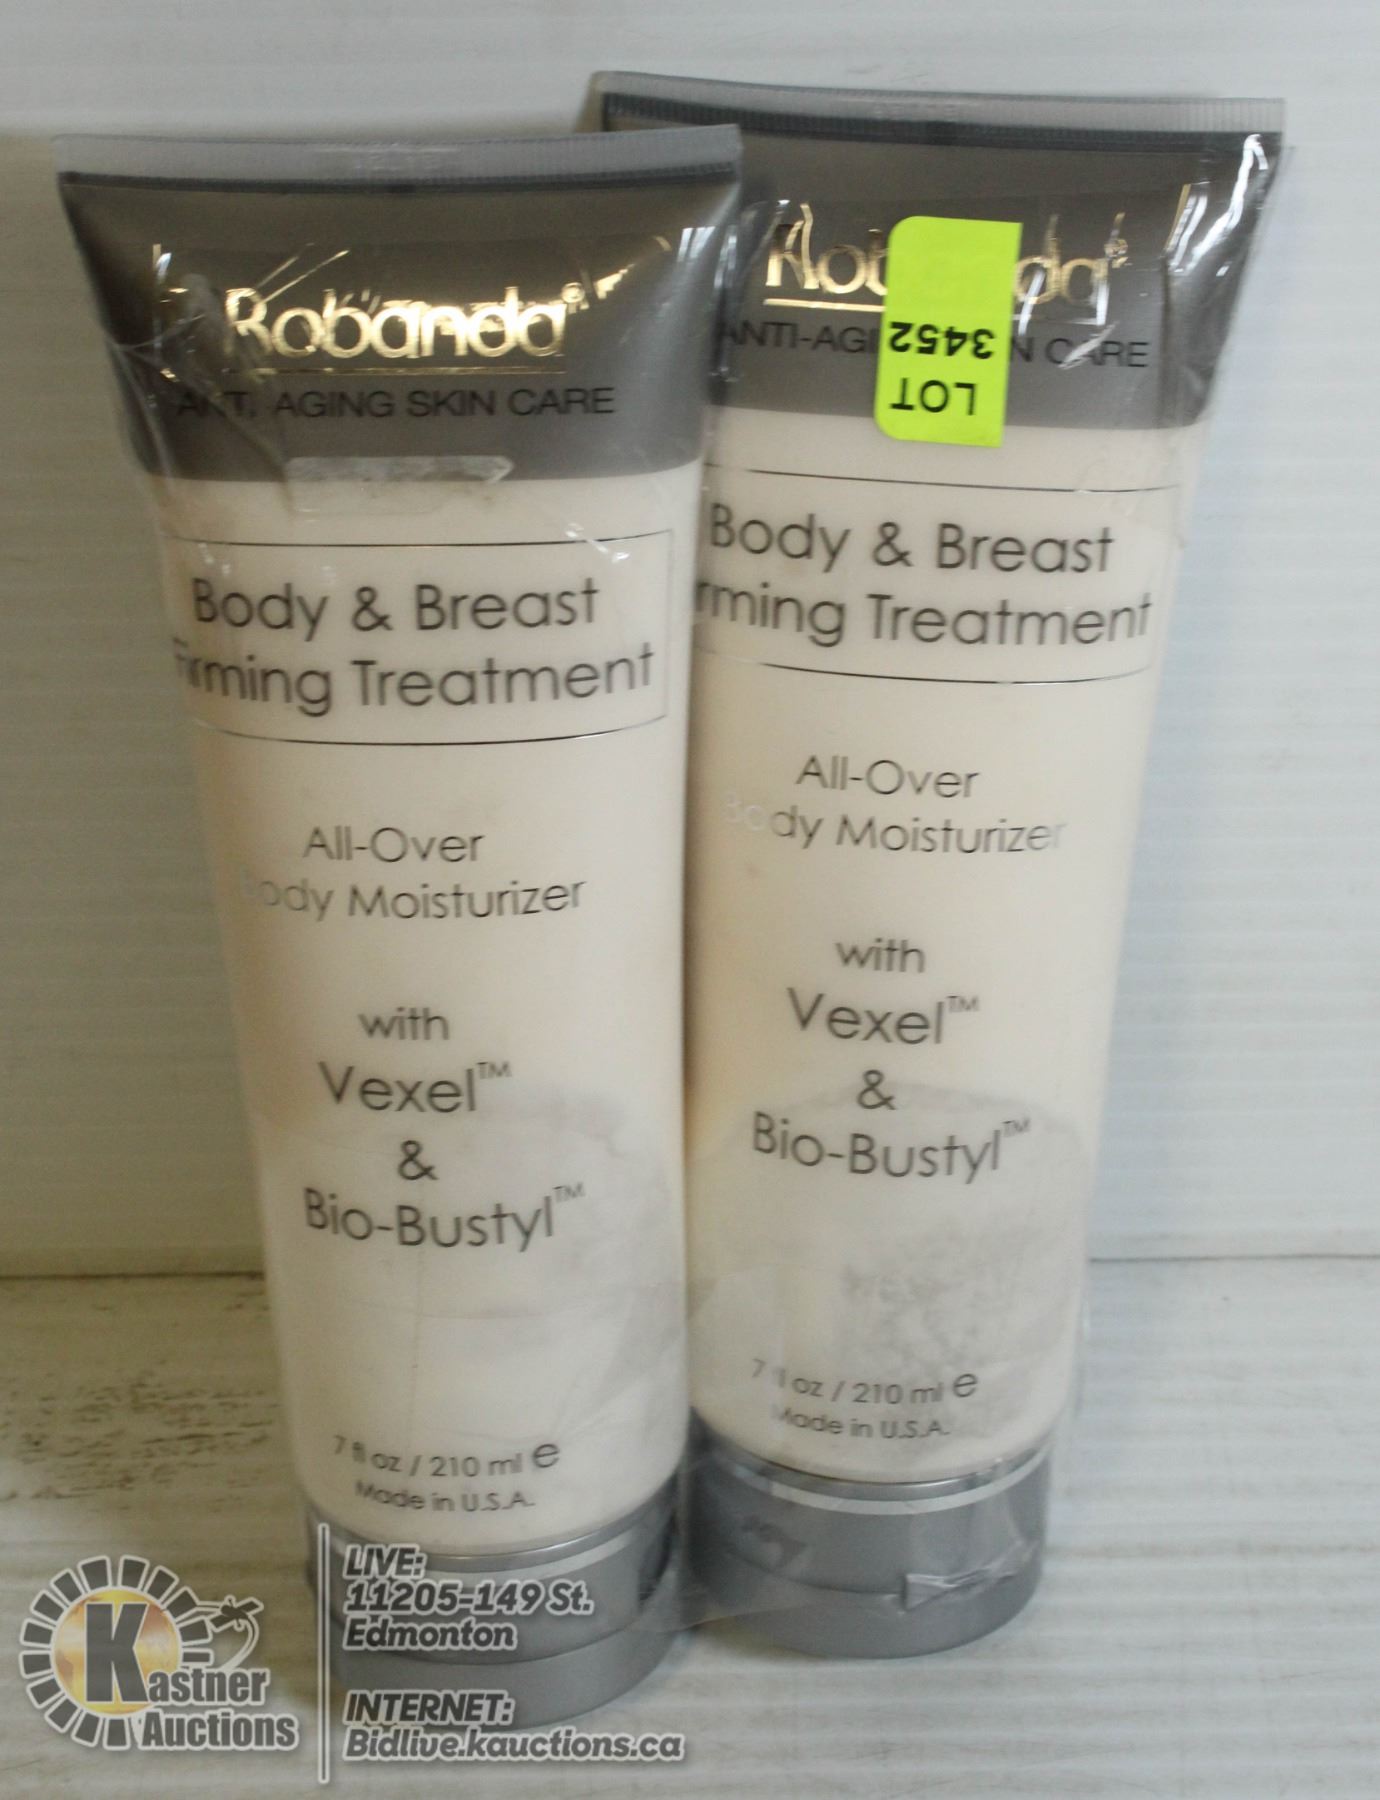 Robanda®
ANTI-AGING SKIN CARE
Body & Breast
Firming Treatment
All-Over
Body Moisturizer
with
Vexel™
&
Bio-Bustyl™
7 fl oz / 210 ml e
Made in U.S.A.
Robanda®
ANTI-AGI N CARE
LOT
3452
Body & Breast
rming Treatment
All-Over
Body Moisturizer
with
Vexel™
&
Bio-Bustyl™
7 fl oz / 210 ml e
Made in U.S.A.
Kastner
Auctions
LIVE:
11205-149 St.
Edmonton
INTERNET:
Bidlive.kauctions.ca